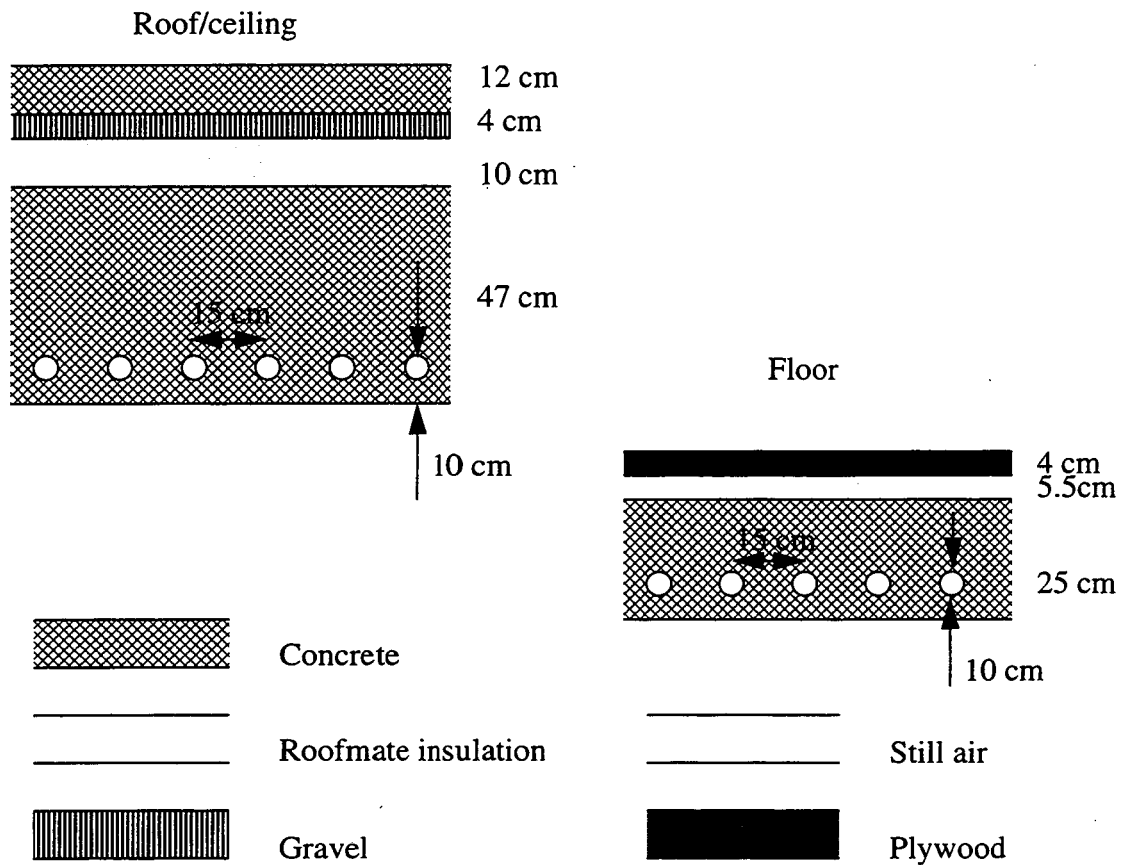 Roof/ceiling
12 cm
4 cm
10 cm
47 cm
15 cm
10 cm
Floor
4 cm
5.5cm
15 cm
25 cm
10 cm
Concrete
Roofmate insulation
Gravel
Still air
Plywood